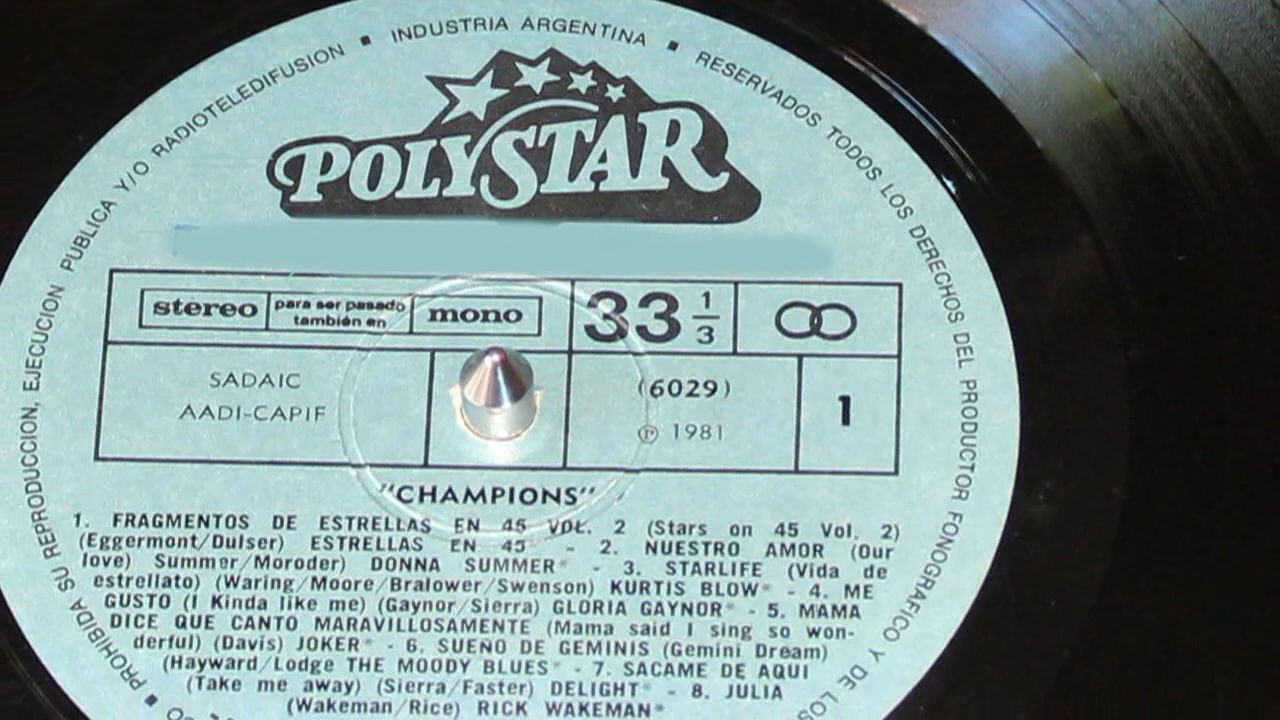 INDUSTRIA ARGENTINA ■ RESERVADOS TODOS LOS DERECHOS DEL PRODUCTOR FONOGRAFICO Y DE LOS
■ PROHIBIDA SU REPRODUCCION, EJECUCION PUBLICA Y/O RADIOTELEDIFUSION ■
POLYSTAR
stereo
para ser pasado
también en
mono
33 1/3
SADAIC
AADI-CAPIF
(6029)
℗ 1981
1
"CHAMPIONS"
1. FRAGMENTOS DE ESTRELLAS EN 45 VOL. 2 (Stars on 45 Vol. 2)
(Eggermont/Dulser) ESTRELLAS EN 45* - 2. NUESTRO AMOR (Our
love) Summer/Moroder) DONNA SUMMER* - 3. STARLIFE (Vida de
estrellato) (Waring/Moore/Bralower/Swenson) KURTIS BLOW* - 4. ME
GUSTO (I Kinda like me) (Gaynor/Sierra) GLORIA GAYNOR* - 5. MAMA
DICE QUE CANTO MARAVILLOSAMENTE (Mama said I sing so won-
derful) (Davis) JOKER* - 6. SUEÑO DE GEMINIS (Gemini Dream)
(Hayward/Lodge THE MOODY BLUES* - 7. SACAME DE AQUI
(Take me away) (Sierra/Faster) DELIGHT* - 8. JULIA
(Wakeman/Rice) RICK WAKEMAN*